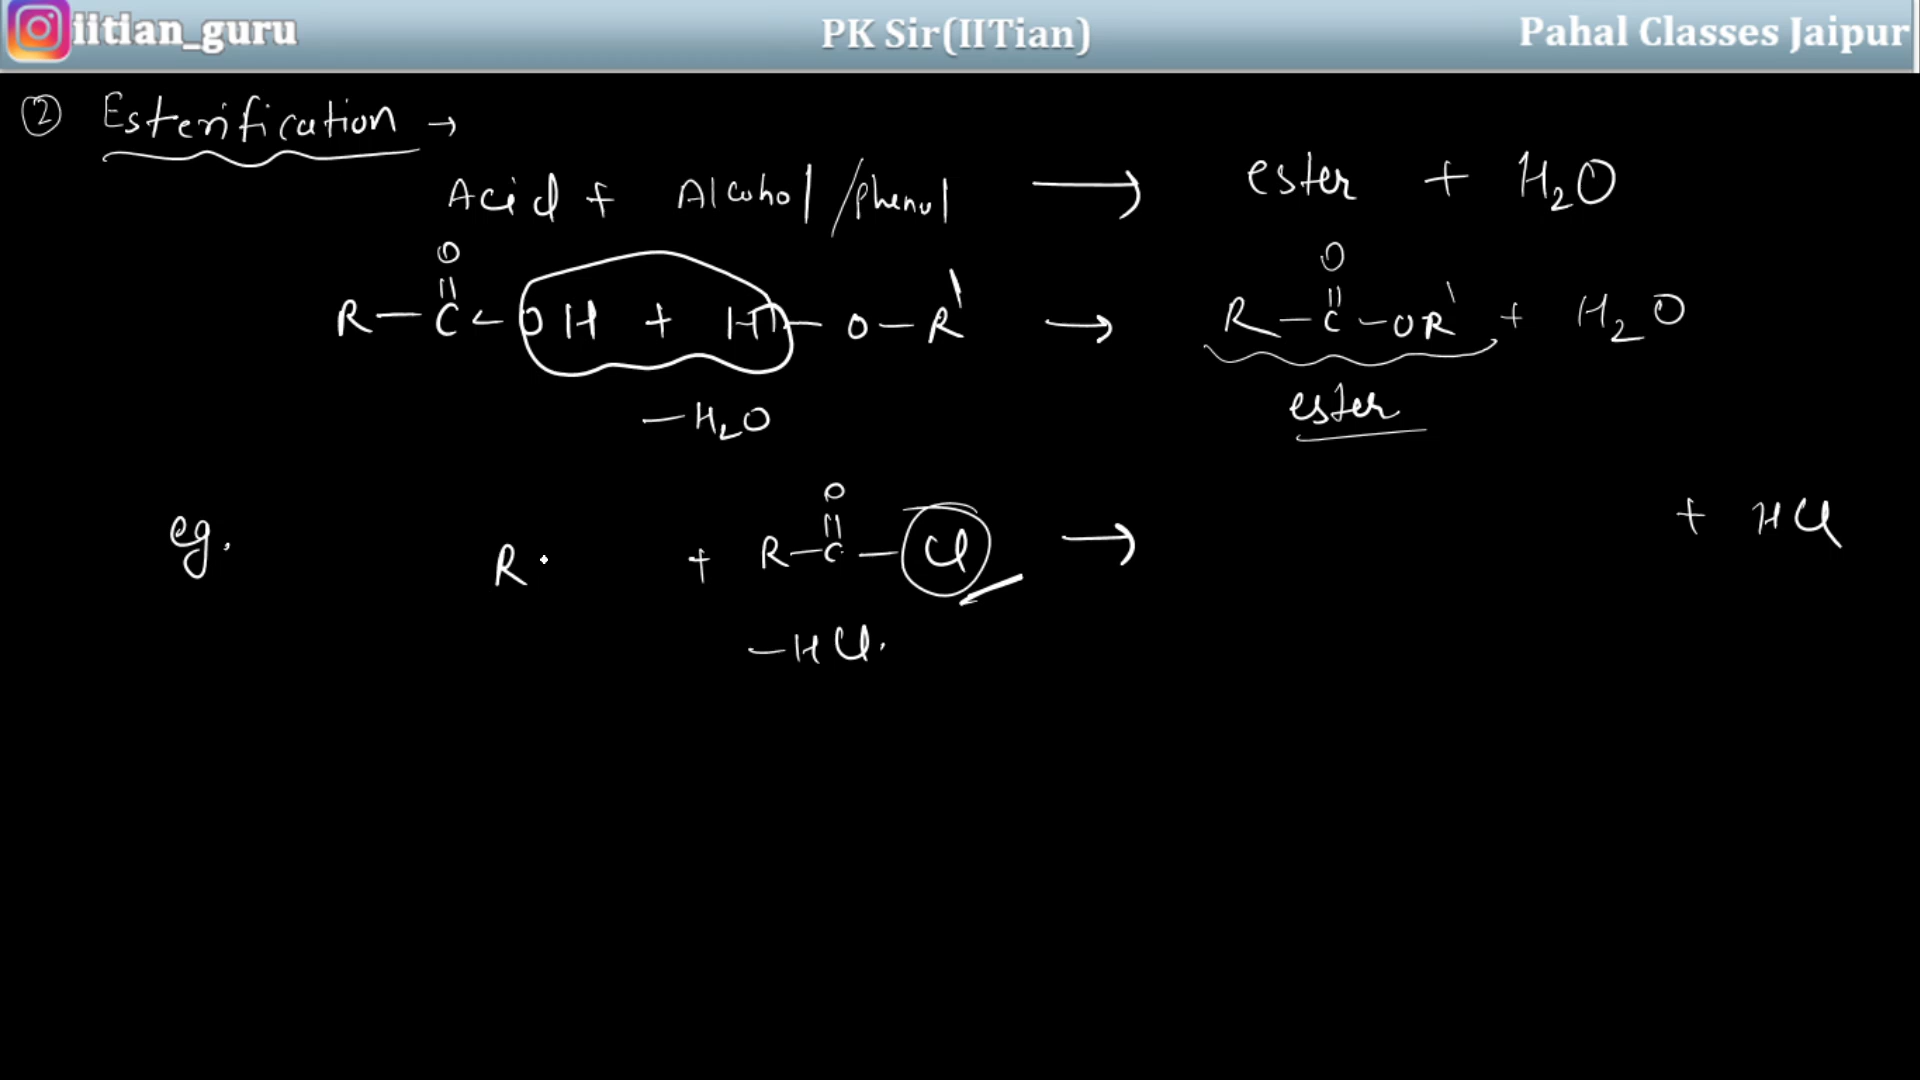 iitian_guru PK Sir(IITian) Pahal Classes Jaipur
② Esterification →
Acid + Alcohol/phenol ⟶ ester + H₂O
O O
R — C — OH + H — O — R' → R — C — OR' + H₂O
— H₂O ester
O
eg. R + R — C — Cl ⟶ + HCl
— HCl.